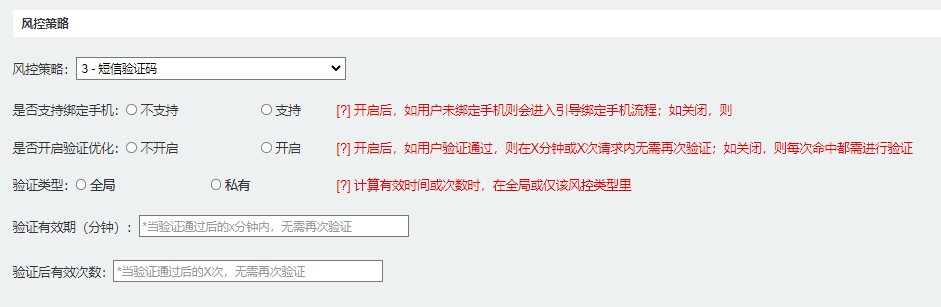 风控策略
风控策略： 3 - 短信验证码
是否支持绑定手机： 不支持 支持 [?] 开启后，如用户未绑定手机则会进入引导绑定手机流程；如关闭，则
是否开启验证优化： 不开启 开启 [?] 开启后，如用户验证通过，则在X分钟或X次请求内无需再次验证；如关闭，则每次命中都需进行验证
验证类型： 全局 私有 [?] 计算有效时间或次数时，在全局或仅该风控类型里
验证有效期（分钟）： *当验证通过后的x分钟内，无需再次验证
验证后有效次数： *当验证通过后的X次，无需再次验证